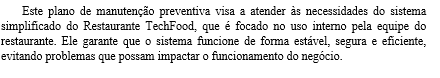 Este plano de manutenção preventiva visa a atender às necessidades do sistema
simplificado do Restaurante TechFood, que é focado no uso interno pela equipe do
restaurante. Ele garante que o sistema funcione de forma estável, segura e eficiente,
evitando problemas que possam impactar o funcionamento do negócio.